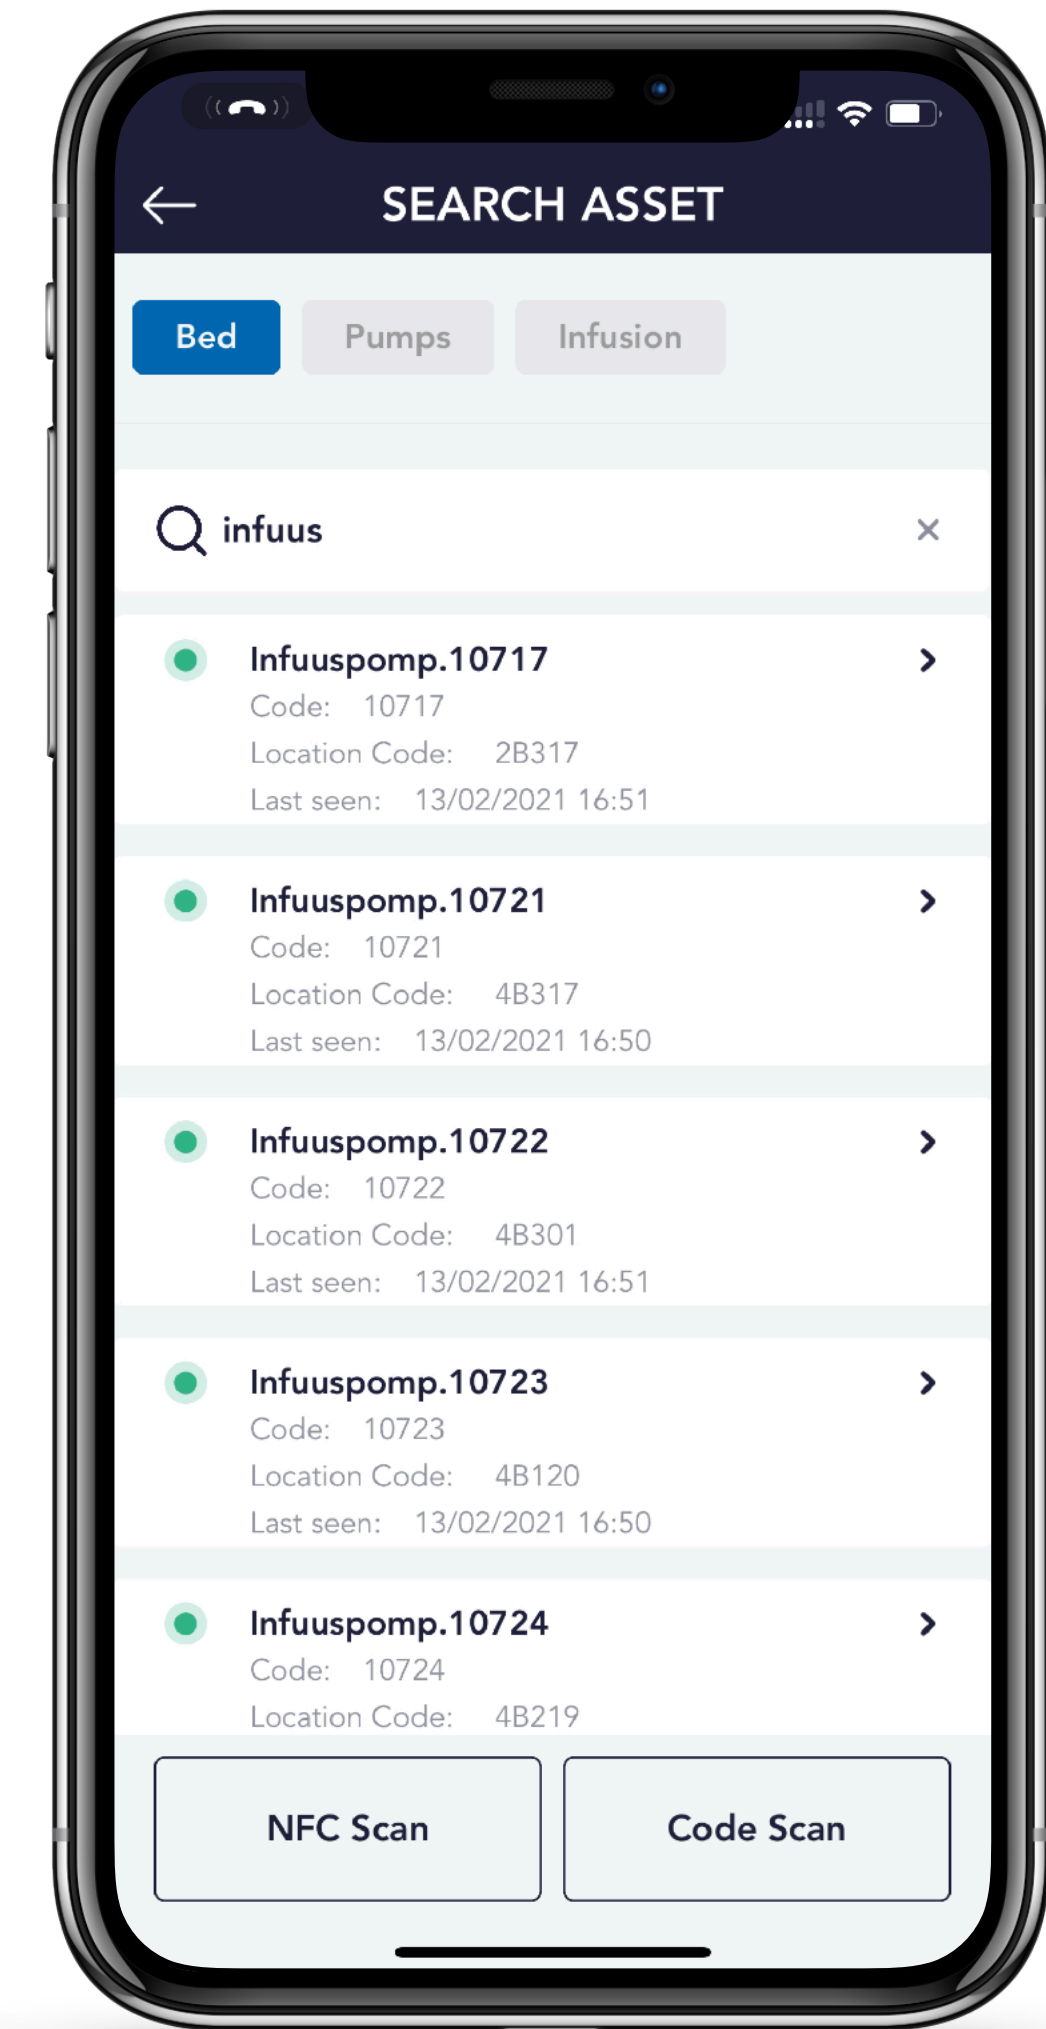 SEARCH ASSET
Bed Pumps Infusion
infuus
Infuuspomp.10717
Code: 10717
Location Code: 2B317
Last seen: 13/02/2021 16:51
Infuuspomp.10721
Code: 10721
Location Code: 4B317
Last seen: 13/02/2021 16:50
Infuuspomp.10722
Code: 10722
Location Code: 4B301
Last seen: 13/02/2021 16:51
Infuuspomp.10723
Code: 10723
Location Code: 4B120
Last seen: 13/02/2021 16:50
Infuuspomp.10724
Code: 10724
Location Code: 4B219
NFC Scan Code Scan